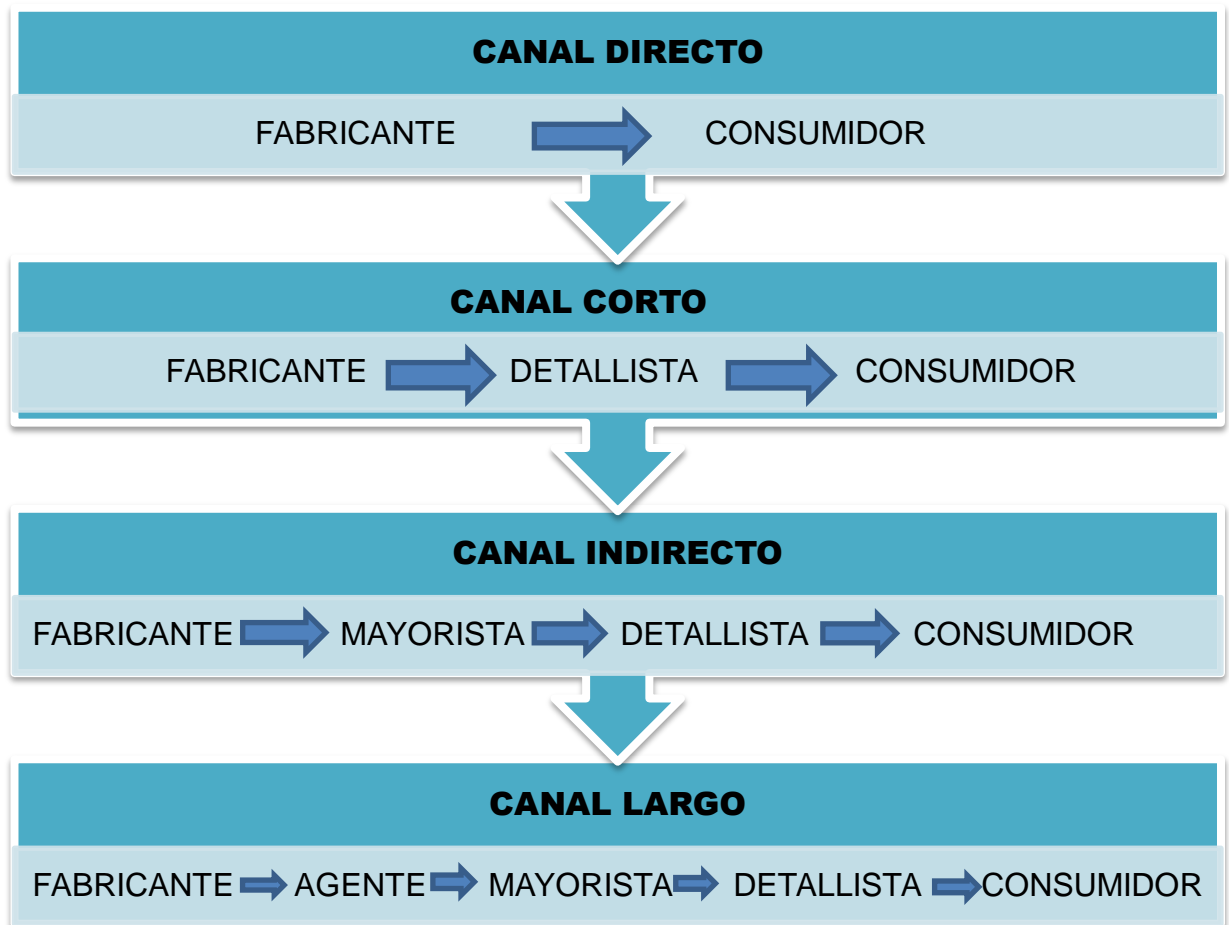 CANAL DIRECTO
FABRICANTE CONSUMIDOR
CANAL CORTO
FABRICANTE DETALLISTA CONSUMIDOR
CANAL INDIRECTO
FABRICANTE MAYORISTA DETALLISTA CONSUMIDOR
CANAL LARGO
FABRICANTE AGENTE MAYORISTA DETALLISTA CONSUMIDOR